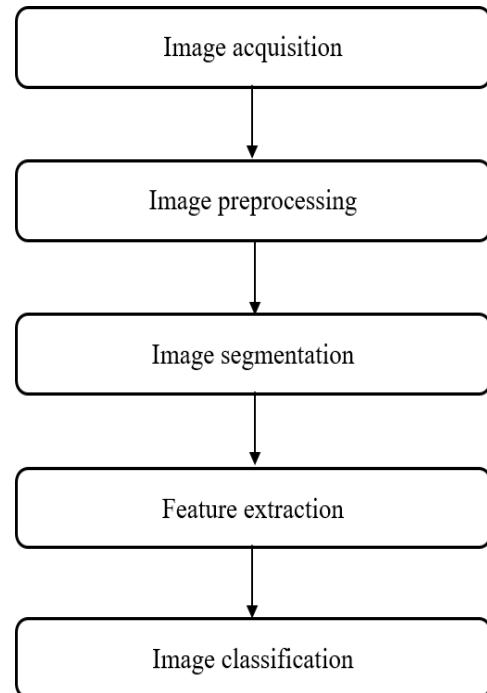 Image acquisition
Image preprocessing
Image segmentation
Feature extraction
Image classification